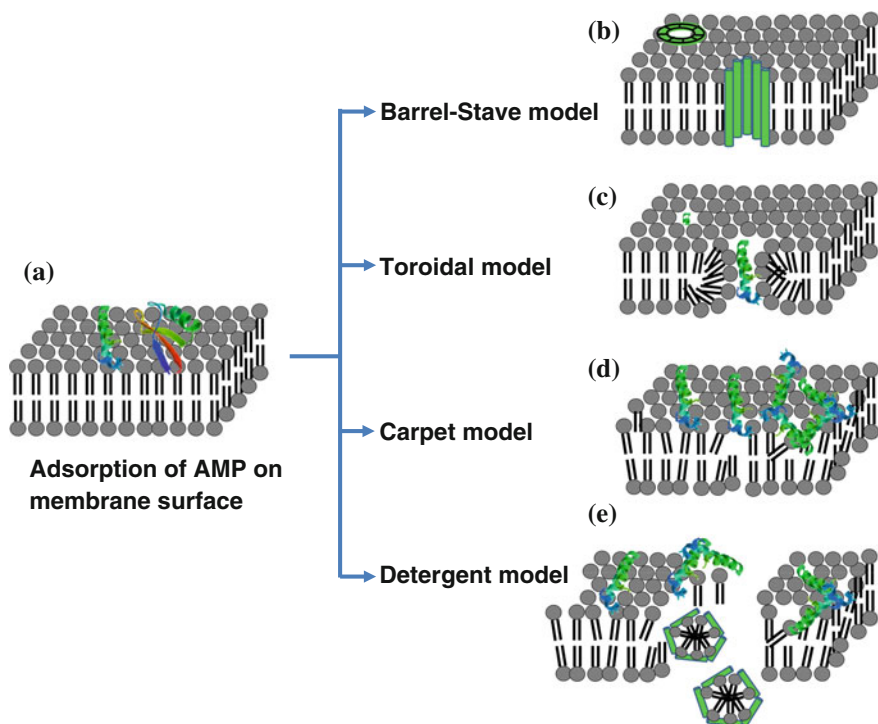 (a)
Adsorption of AMP on
membrane surface
Barrel-Stave model
(b)
Toroidal model
(c)
Carpet model
(d)
Detergent model
(e)